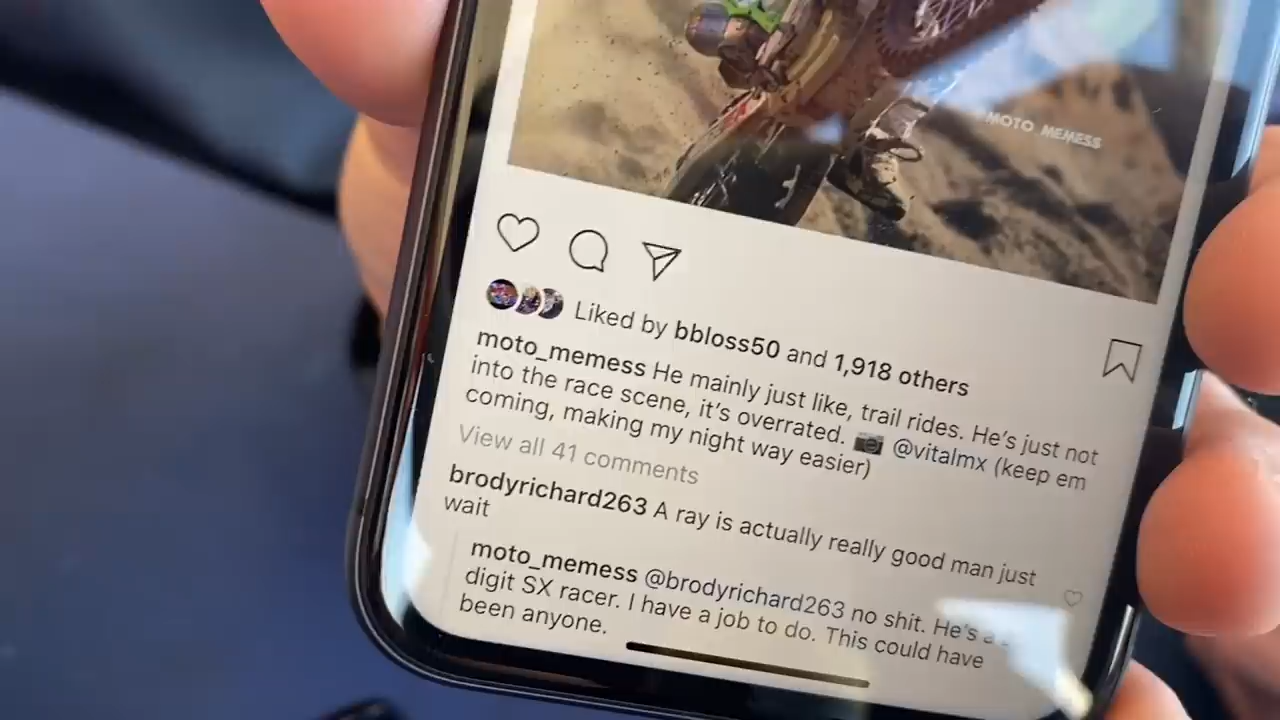 MOTO MEMESS
Liked by bbloss50 and 1,918 others
moto_memess He mainly just like, trail rides. He's just not
into the race scene, it's overrated. 📷 @vitalmx (keep em
coming, making my night way easier)
View all 41 comments
brodyrichard263 A ray is actually really good man just
wait
moto_memess @brodyrichard263 no shit. He's a
digit SX racer. I have a job to do. This could have
been anyone.